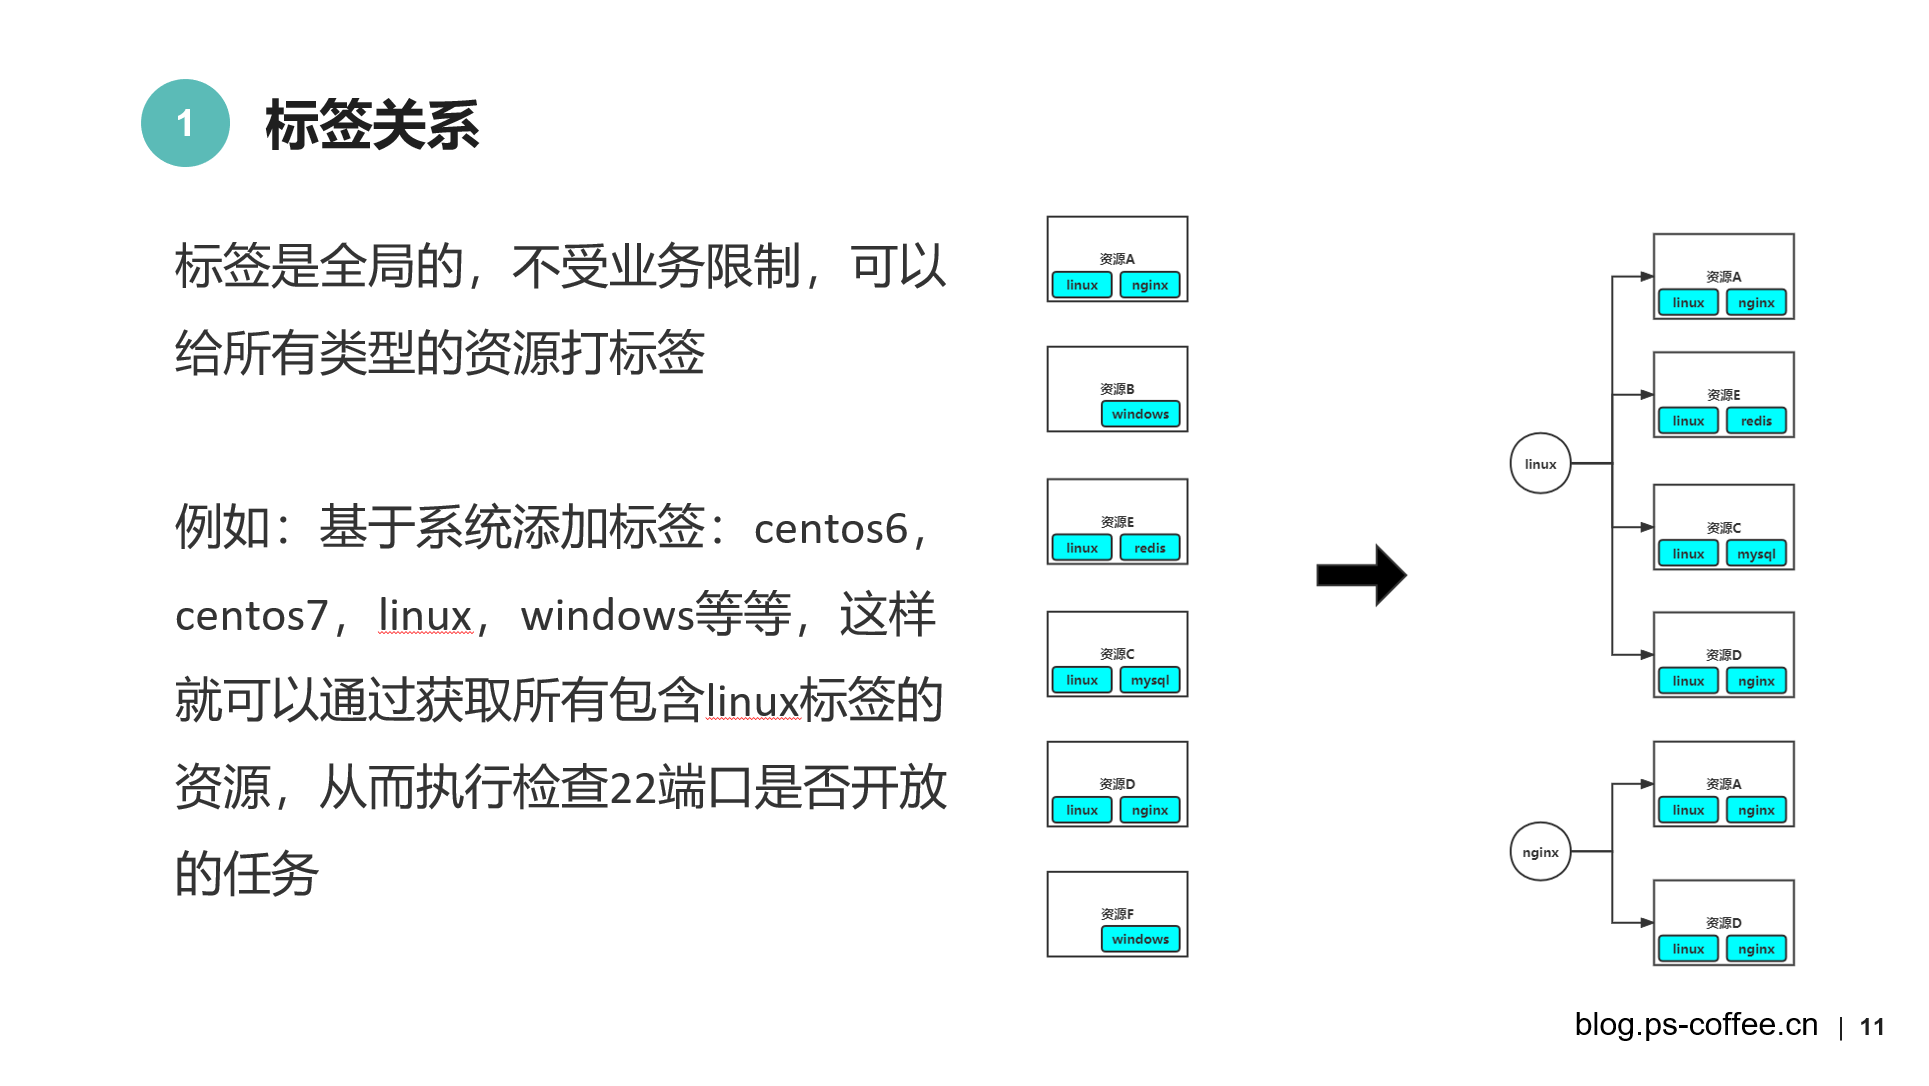 1
标签关系
标签是全局的，不受业务限制，可以
给所有类型的资源打标签
例如：基于系统添加标签：centos6，
centos7，linux，windows等等，这样
就可以通过获取所有包含linux标签的
资源，从而执行检查22端口是否开放
的任务
资源A
linux nginx
资源B
windows
资源E
linux redis
资源C
linux mysql
资源D
linux nginx
资源F
windows
linux
资源A
linux nginx
资源E
linux redis
资源C
linux mysql
资源D
linux nginx
nginx
资源A
linux nginx
资源D
linux nginx
blog.ps-coffee.cn | 11